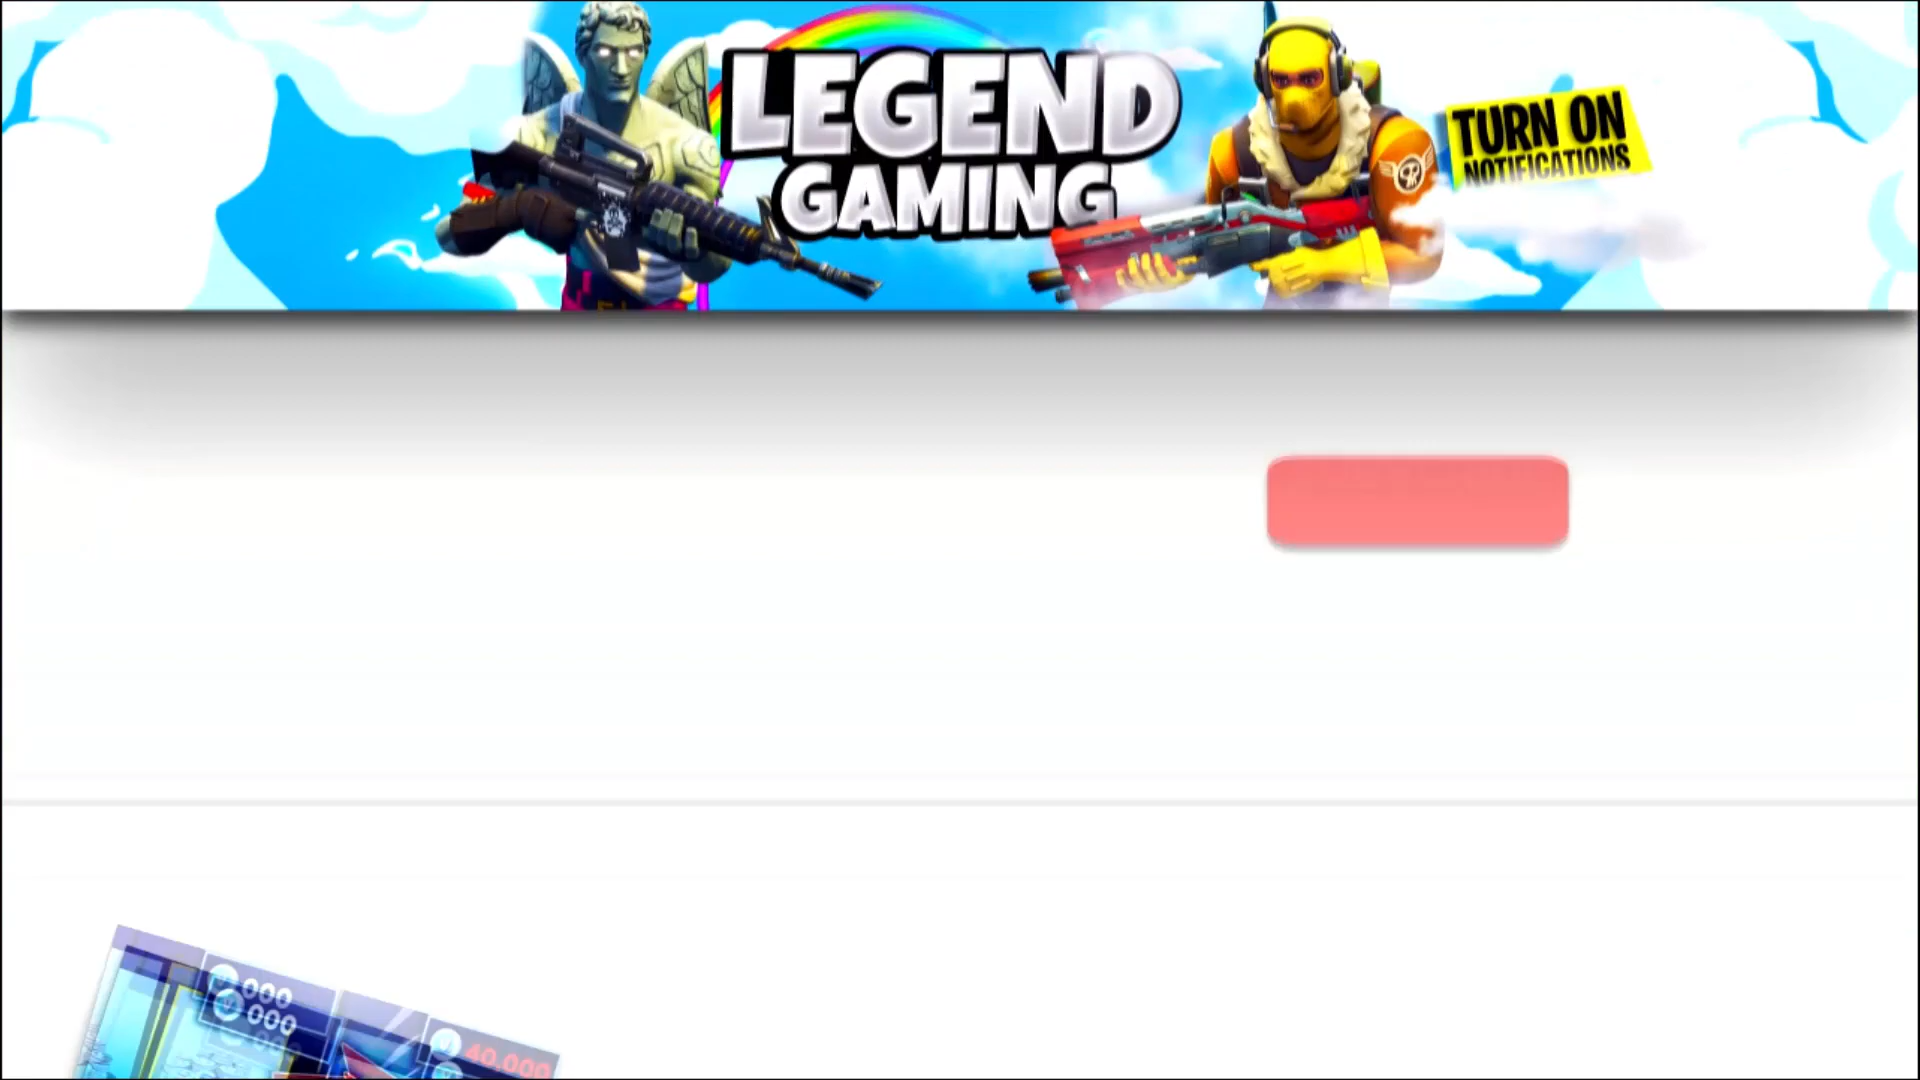 LEGEND
GAMING
TURN ON
NOTIFICATIONS
000
000
40,000